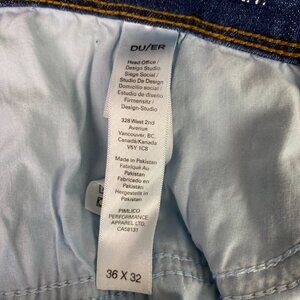 DU/ER
Head Office /
Design Studio
Siège Social /
Studio De Design
Domicilio social /
Estudio de diseño
Firmensitz /
Design-Studio
328 West 2nd
Avenue
Vancouver, BC.
Canada/Kanada
V5Y 1C8
Made in Pakistan
Fabriqué Au
Pakistan
Fabricado en
Pakistan
Hergestellt in
Pakistan
PIMLICO
PERFORMANCE
APPAREL LTD.
CA58131
36 X 32